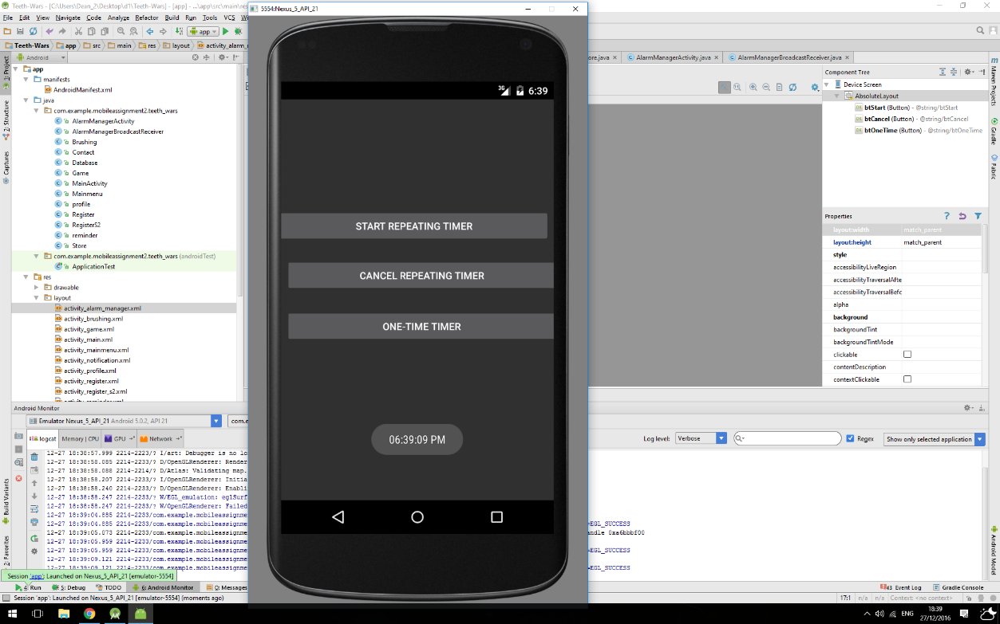 Teeth-Wars - [C:\Users\Dean_2\Desktop\d1\Teeth-Wars] - [app] - ...\app\src\main\res
File Edit View Navigate Code Analyze Refactor Build Run Tools VCS
5554:Nexus_5_API_21
app
Teeth-Wars app src main res layout activity_alarm_
Android
ore.java AlarmManagerActivity.java AlarmManagerBroadcastReceiver.java
1: Project
2: Structure
Captures
Build Variants
2: Favorites
app
manifests
AndroidManifest.xml
java
com.example.mobileassignment2.teeth_wars
AlarmManagerActivity
AlarmManagerBroadcastReceiver
Brushing
Contact
Database
Game
MainActivity
Mainmenu
profile
Register
RegisterS2
reminder
Store
com.example.mobileassignment2.teeth_wars (androidTest)
ApplicationTest
res
drawable
layout
activity_alarm_manager.xml
activity_brushing.xml
activity_game.xml
activity_main.xml
activity_mainmenu.xml
activity_notification.xml
activity_profile.xml
activity_register.xml
activity_register_s2.xml
3G 6:39
START REPEATING TIMER
CANCEL REPEATING TIMER
ONE-TIME TIMER
06:39:09 PM
Component Tree
Device Screen
AbsoluteLayout
btStart (Button) - @string/btStart
btCancel (Button) - @string/btCancel
btOneTime (Button) - @string/btOneTime
Properties
layout:width match_parent
layout:height match_parent
style
accessibilityLiveRegion
accessibilityTraversalAfte
accessibilityTraversalBefo
alpha
background
backgroundTint
backgroundTintMode
clickable
contentDescription
contextClickable
Maven Projects
Gradle
Fabric
Android Model
Android Monitor
Emulator Nexus_5_API_21 Android 5.0.2, API 21
com.e
logcat Memory | CPU GPU Network
Log level: Verbose Regex Show only selected application
12-27 18:38:57.999 2214-2233/? I/art: Debugger is no lo
12-27 18:38:58.085 2214-2233/? D/OpenGLRenderer: Render
12-27 18:38:58.088 2214-2214/? D/Atlas: Validating map.
12-27 18:38:58.207 2214-2233/? I/OpenGLRenderer: Initia
12-27 18:38:58.240 2214-2233/? D/OpenGLRenderer: Enabli
12-27 18:38:58.247 2214-2233/? W/EGL_emulation: eglSurf
12-27 18:38:58.247 2214-2233/? W/OpenGLRenderer: Failed
12-27 18:39:04.885 2214-2233/com.example.mobileassignme
12-27 18:39:04.885 2214-2233/com.example.mobileassignme =EGL_SUCCESS
12-27 18:39:05.073 2214-2233/com.example.mobileassignme andle 0xa6bbbf00
12-27 18:39:05.959 2214-2233/com.example.mobileassignme
12-27 18:39:05.959 2214-2233/com.example.mobileassignme =EGL_SUCCESS
12-27 18:39:09.121 2214-2233/com.example.mobileassignme
12-27 18:39:09.121 2214-2233/com.example.mobileassignme =EGL_SUCCESS
Session 'app': Launched on Nexus_5_API_21 [emulator-5554]
4: Run 5: Debug TODO 6: Android Monitor 0: Messages
43 Event Log Gradle Console
Session 'app': Launched on Nexus_5_API_21 [emulator-5554] (moments ago)
17:1 n/a n/a Context: <no context>
ENG
18:39
27/12/2016